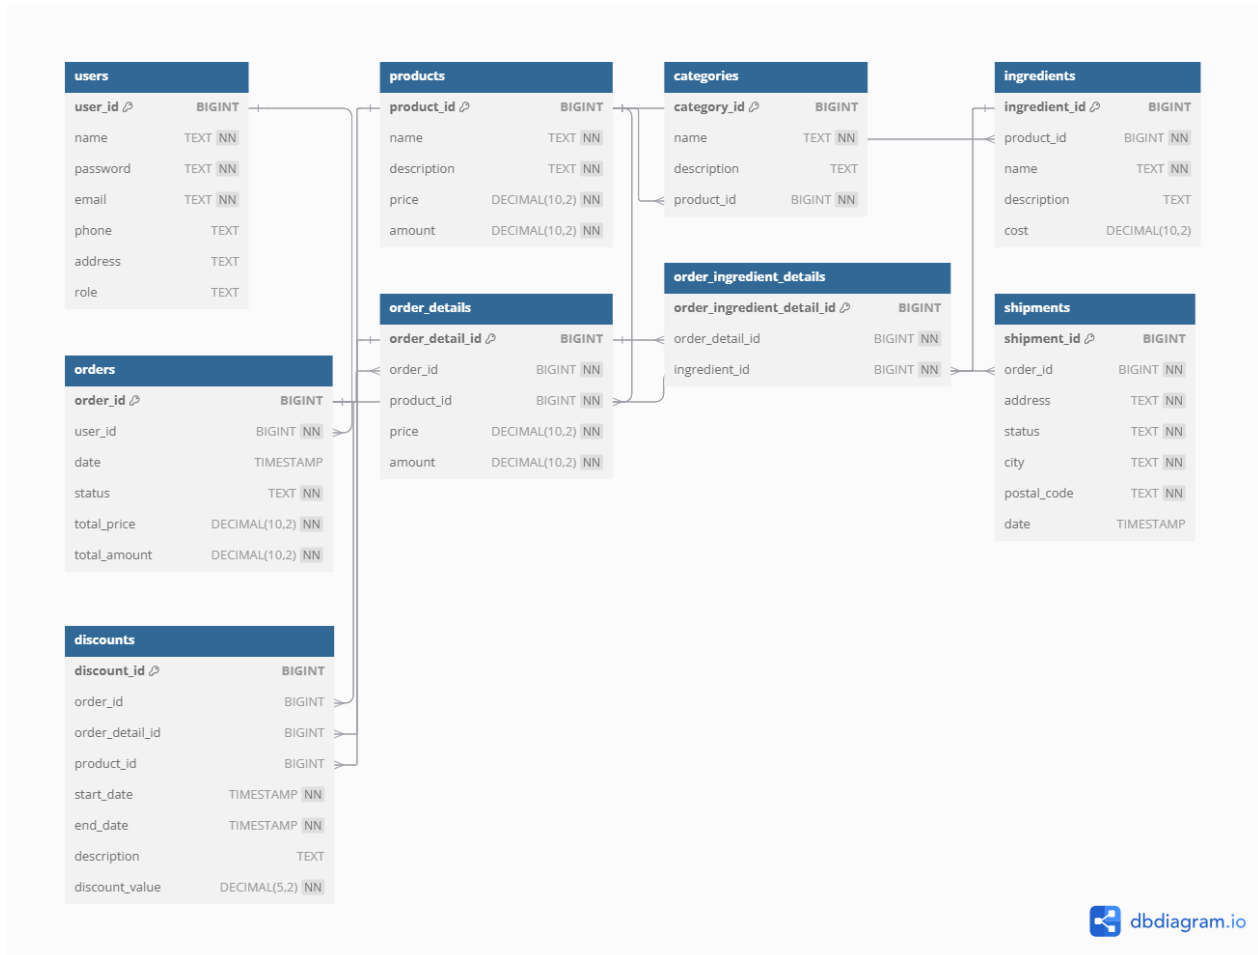 users
user_id BIGINT
name TEXT NN
password TEXT NN
email TEXT NN
phone TEXT
address TEXT
role TEXT
products
product_id BIGINT
name TEXT NN
description TEXT NN
price DECIMAL(10,2) NN
amount DECIMAL(10,2) NN
categories
category_id BIGINT
name TEXT NN
description TEXT
product_id BIGINT NN
ingredients
ingredient_id BIGINT
product_id BIGINT NN
name TEXT NN
description TEXT
cost DECIMAL(10,2)
orders
order_id BIGINT
user_id BIGINT NN
date TIMESTAMP
status TEXT NN
total_price DECIMAL(10,2) NN
total_amount DECIMAL(10,2) NN
order_details
order_detail_id BIGINT
order_id BIGINT NN
product_id BIGINT NN
price DECIMAL(10,2) NN
amount DECIMAL(10,2) NN
order_ingredient_details
order_ingredient_detail_id BIGINT
order_detail_id BIGINT NN
ingredient_id BIGINT NN
shipments
shipment_id BIGINT
order_id BIGINT NN
address TEXT NN
status TEXT NN
city TEXT NN
postal_code TEXT NN
date TIMESTAMP
discounts
discount_id BIGINT
order_id BIGINT
order_detail_id BIGINT
product_id BIGINT
start_date TIMESTAMP NN
end_date TIMESTAMP NN
description TEXT
discount_value DECIMAL(5,2) NN
dbdiagram.io